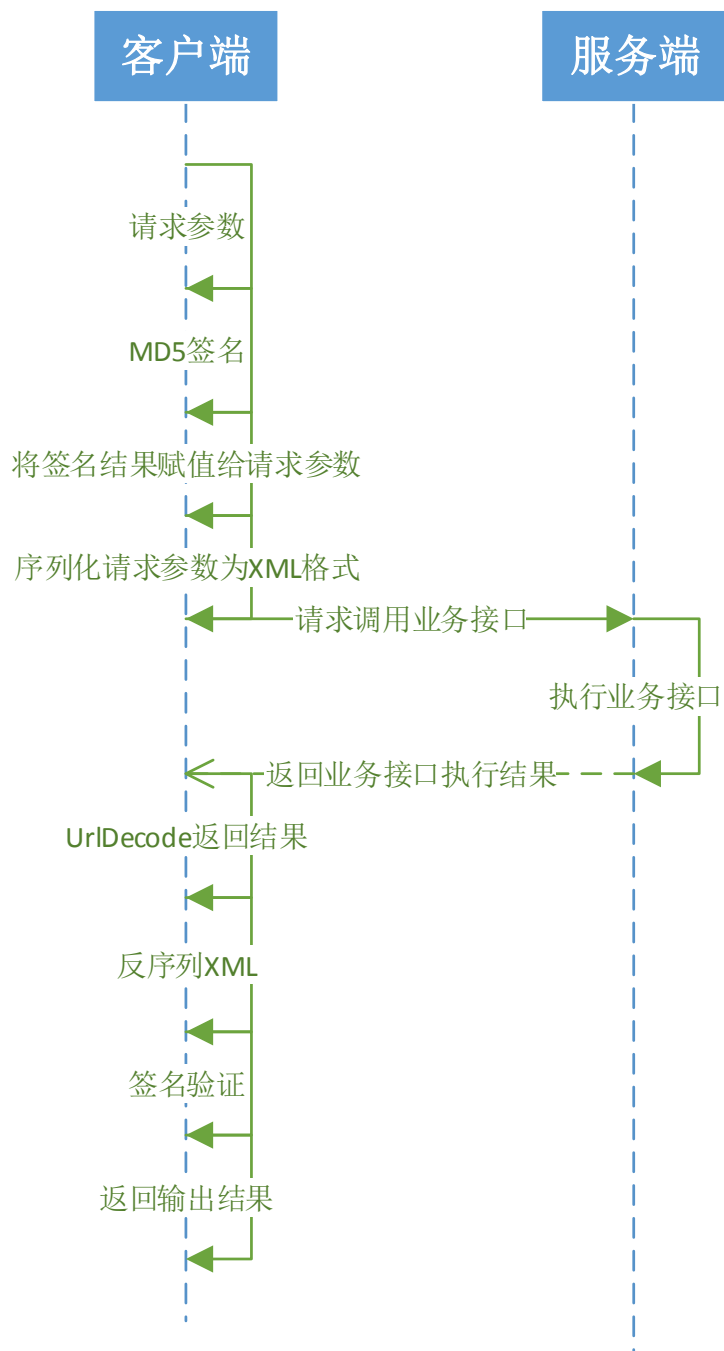 客户端
服务端
请求参数
MD5签名
将签名结果赋值给请求参数
序列化请求参数为XML格式
请求调用业务接口
执行业务接口
返回业务接口执行结果
UrlDecode返回结果
反序列XML
签名验证
返回输出结果